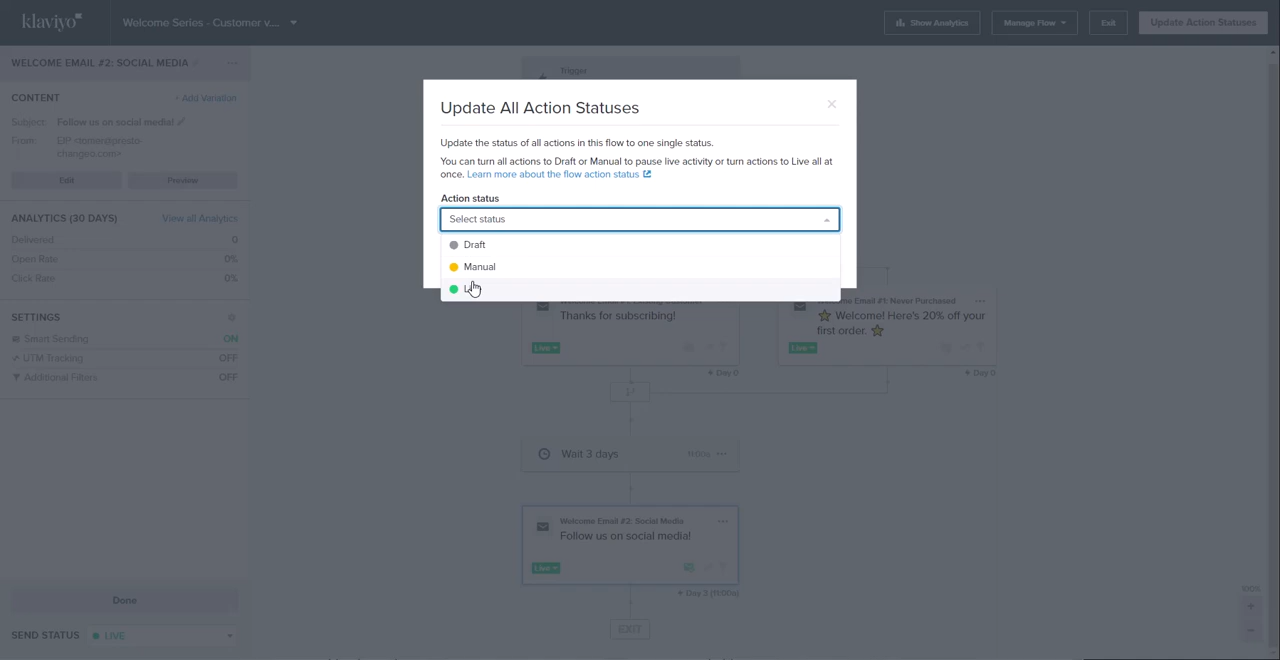 klaviyo
Welcome Series - Customer v....
Show Analytics
Manage Flow
Exit
Update Action Statuses
WELCOME EMAIL #2: SOCIAL MEDIA
CONTENT
+ Add Variation
Subject: Follow us on social media!
From:
changeb.com>
Edit
Preview
ANALYTICS (30 DAYS)
View all Analytics
Delivered 0
Open Rate 0%
Click Rate 0%
SETTINGS
Smart Sending ON
UTM Tracking OFF
Additional Filters OFF
Done
SEND STATUS LIVE
Trigger
Update All Action Statuses
Update the status of all actions in this flow to one single status.
You can turn all actions to Draft or Manual to pause live activity or turn actions to Live all at
once. Learn more about the flow action status
Action status
Select status
Draft
Manual
Thanks for subscribing!
Live
Day 0
Welcome Email #1: Never Purchased
Welcome! Here's 20% off your
first order.
Live
Day 0
Wait 3 days
Welcome Email #2: Social Media
Follow us on social media!
Live
Day 3 (11:00a)
EXIT
100%